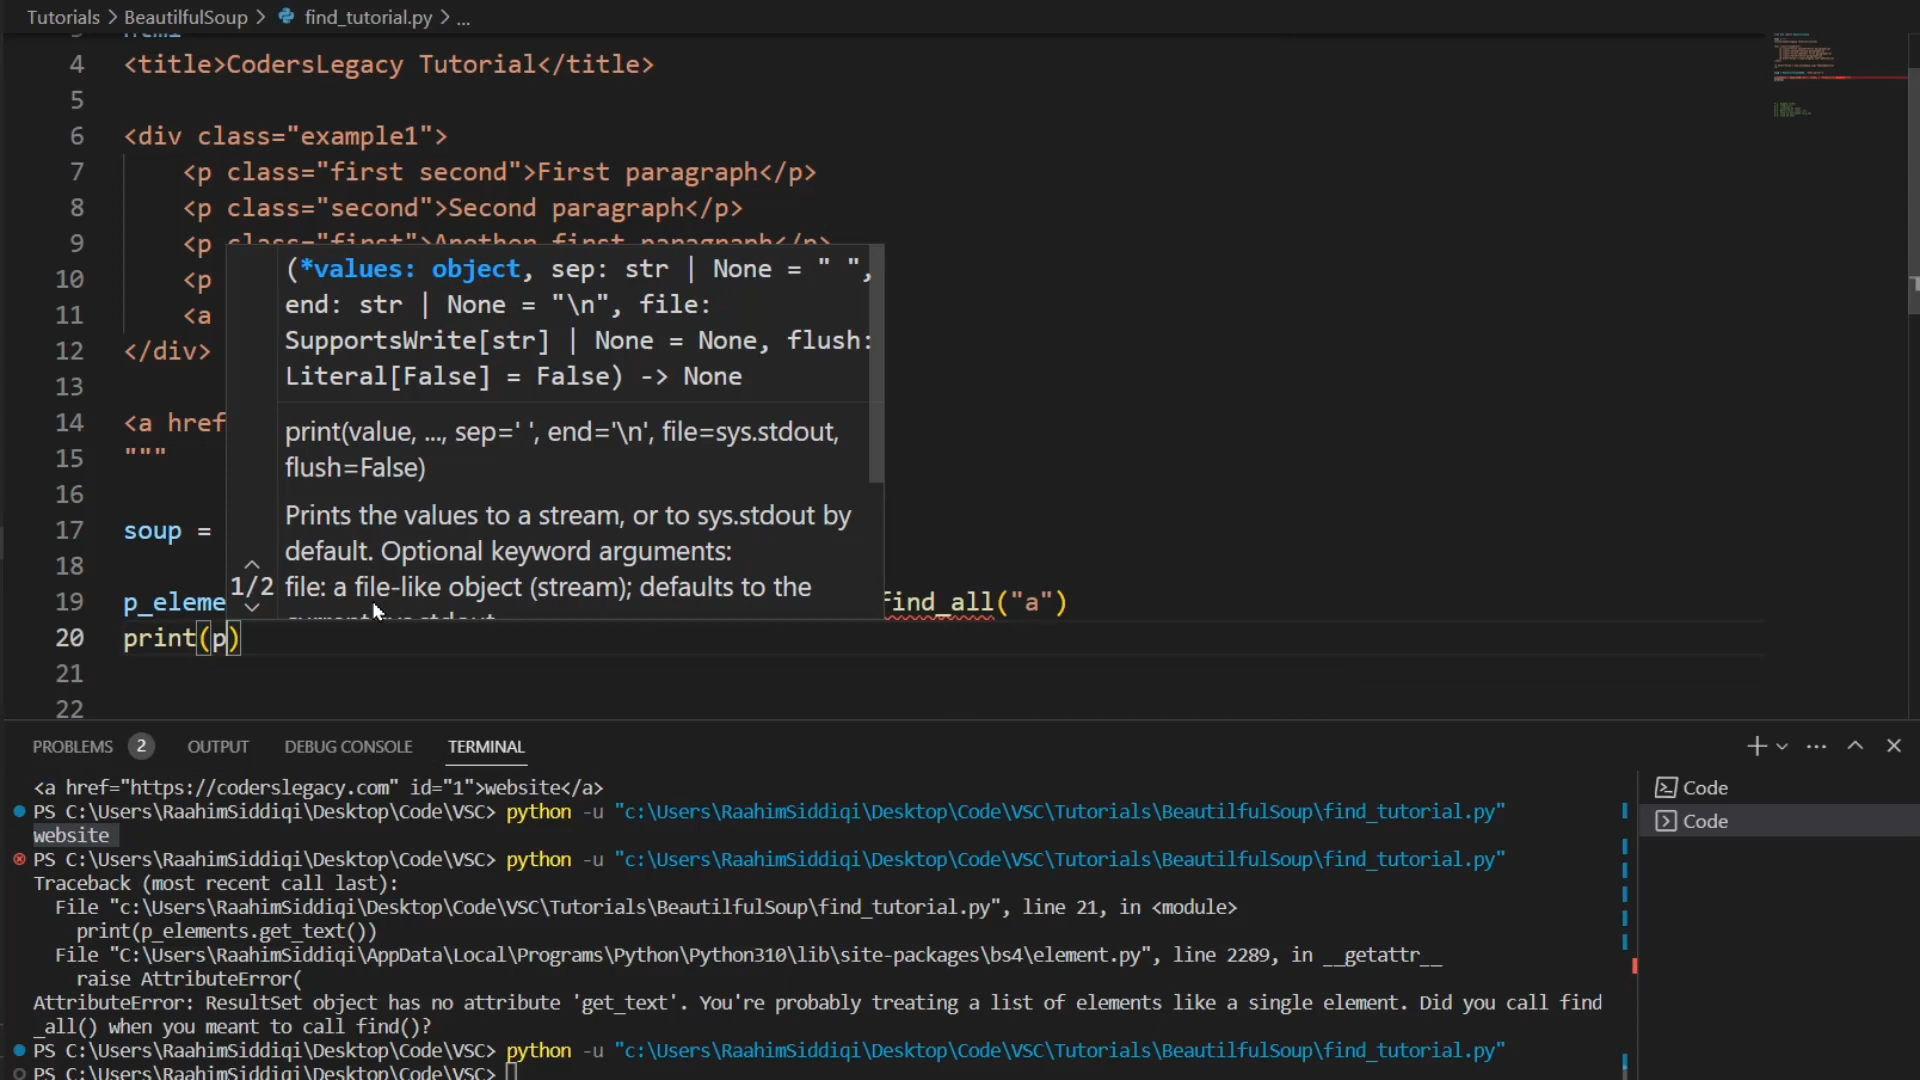 Tutorials > BeautilfulSoup > find_tutorial.py > ...
4 <title>CodersLegacy Tutorial</title>
5
6 <div class="example1">
7 <p class="first second">First paragraph</p>
8 <p class="second">Second paragraph</p>
9 <p class="first">Another first paragraph</p>
10 <p
11 <a
12 </div>
13
14 <a href
15 """
16
17 soup =
18
19 p_eleme
find_all("a")
20 print(p)
21
22
(*values: object, sep: str | None = " ",
end: str | None = "\n", file:
SupportsWrite[str] | None = None, flush:
Literal[False] = False) -> None
print(value, ..., sep=' ', end='\n', file=sys.stdout,
flush=False)
Prints the values to a stream, or to sys.stdout by
default. Optional keyword arguments:
1/2
file: a file-like object (stream); defaults to the
current sys.stdout.
PROBLEMS 2 OUTPUT DEBUG CONSOLE TERMINAL
<a href="https://coderslegacy.com" id="1">website</a>
PS C:\Users\RaahimSiddiqi\Desktop\Code\VSC> python -u "c:\Users\RaahimSiddiqi\Desktop\Code\VSC\Tutorials\BeautilfulSoup\find_tutorial.py"
website
PS C:\Users\RaahimSiddiqi\Desktop\Code\VSC> python -u "c:\Users\RaahimSiddiqi\Desktop\Code\VSC\Tutorials\BeautilfulSoup\find_tutorial.py"
Traceback (most recent call last):
File "c:\Users\RaahimSiddiqi\Desktop\Code\VSC\Tutorials\BeautilfulSoup\find_tutorial.py", line 21, in <module>
print(p_elements.get_text())
File "C:\Users\RaahimSiddiqi\AppData\Local\Programs\Python\Python310\lib\site-packages\bs4\element.py", line 2289, in __getattr__
raise AttributeError(
AttributeError: ResultSet object has no attribute 'get_text'. You're probably treating a list of elements like a single element. Did you call find
_all() when you meant to call find()?
PS C:\Users\RaahimSiddiqi\Desktop\Code\VSC> python -u "c:\Users\RaahimSiddiqi\Desktop\Code\VSC\Tutorials\BeautilfulSoup\find_tutorial.py"
PS C:\Users\RaahimSiddiqi\Desktop\Code\VSC>
Code
Code